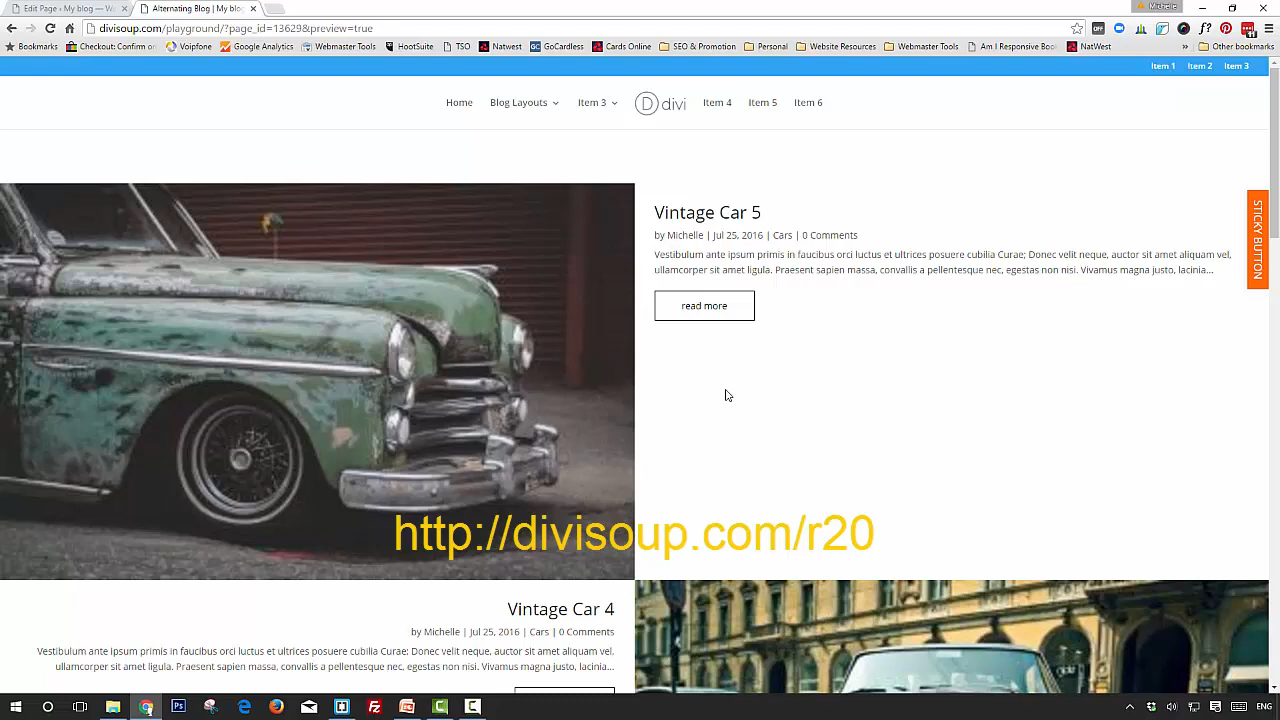 Edit Page ‹ My blog — Wo
Alternating Blog | My blo
Michelle
divisoup.com/playground/?page_id=13629&preview=true
Bookmarks
Checkout: Confirm o
Voipfone
Google Analytics
Webmaster Tools
HootSuite
TSO
Natwest
GoCardless
Cards Online
SEO & Promotion
Personal
Website Resources
Webmaster Tools
Am I Responsive Boo
NatWest
Other bookmarks
Item 1
Item 2
Item 3
Home
Blog Layouts
Item 3
D divi
Item 4
Item 5
Item 6
Vintage Car 5
by Michelle | Jul 25, 2016 | Cars | 0 Comments
Vestibulum ante ipsum primis in faucibus orci luctus et ultrices posuere cubilia Curae; Donec velit neque, auctor sit amet aliquam vel,
ullamcorper sit amet ligula. Praesent sapien massa, convallis a pellentesque nec, egestas non nisi. Vivamus magna justo, lacinia...
read more
STICKY BUTTON
http://divisoup.com/r20
Vintage Car 4
by Michelle | Jul 25, 2016 | Cars | 0 Comments
Vestibulum ante ipsum primis in faucibus orci luctus et ultrices posuere cubilia Curae; Donec velit neque, auctor sit amet aliquam vel,
ullamcorper sit amet ligula. Praesent sapien massa, convallis a pellentesque nec, egestas non nisi. Vivamus magna justo, lacinia...
ENG